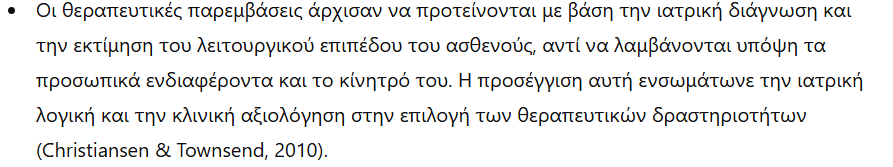 • Οι θεραπευτικές παρεμβάσεις άρχισαν να προτείνονται με βάση την ιατρική διάγνωση και
την εκτίμηση του λειτουργικού επιπέδου του ασθενούς, αντί να λαμβάνονται υπόψη τα
προσωπικά ενδιαφέροντα και το κίνητρό του. Η προσέγγιση αυτή ενσωμάτωνε την ιατρική
λογική και την κλινική αξιολόγηση στην επιλογή των θεραπευτικών δραστηριοτήτων
(Christiansen & Townsend, 2010).